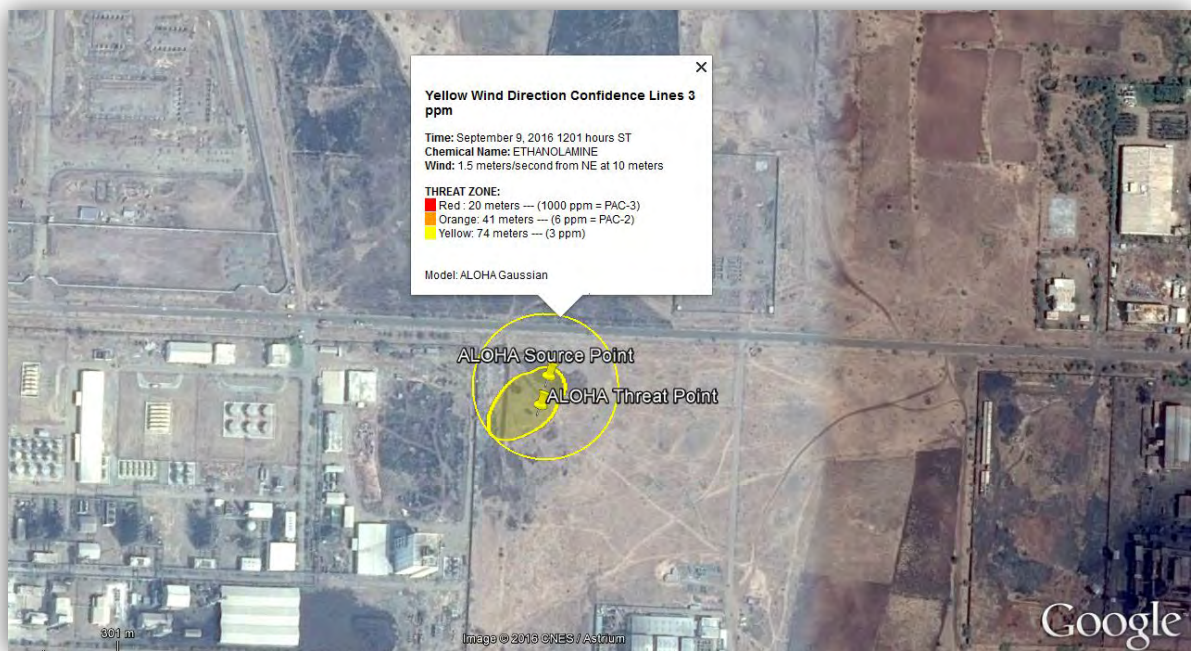 Yellow Wind Direction Confidence Lines 3
ppm
Time: September 9, 2016 1201 hours ST
Chemical Name: ETHANOLAMINE
Wind: 1.5 meters/second from NE at 10 meters
THREAT ZONE:
Red : 20 meters --- (1000 ppm = PAC-3)
Orange: 41 meters --- (6 ppm = PAC-2)
Yellow: 74 meters --- (3 ppm)
Model: ALOHA Gaussian
ALOHA Source Point
ALOHA Threat Point
301 m
Image © 2016 CNES / Astrium
Google